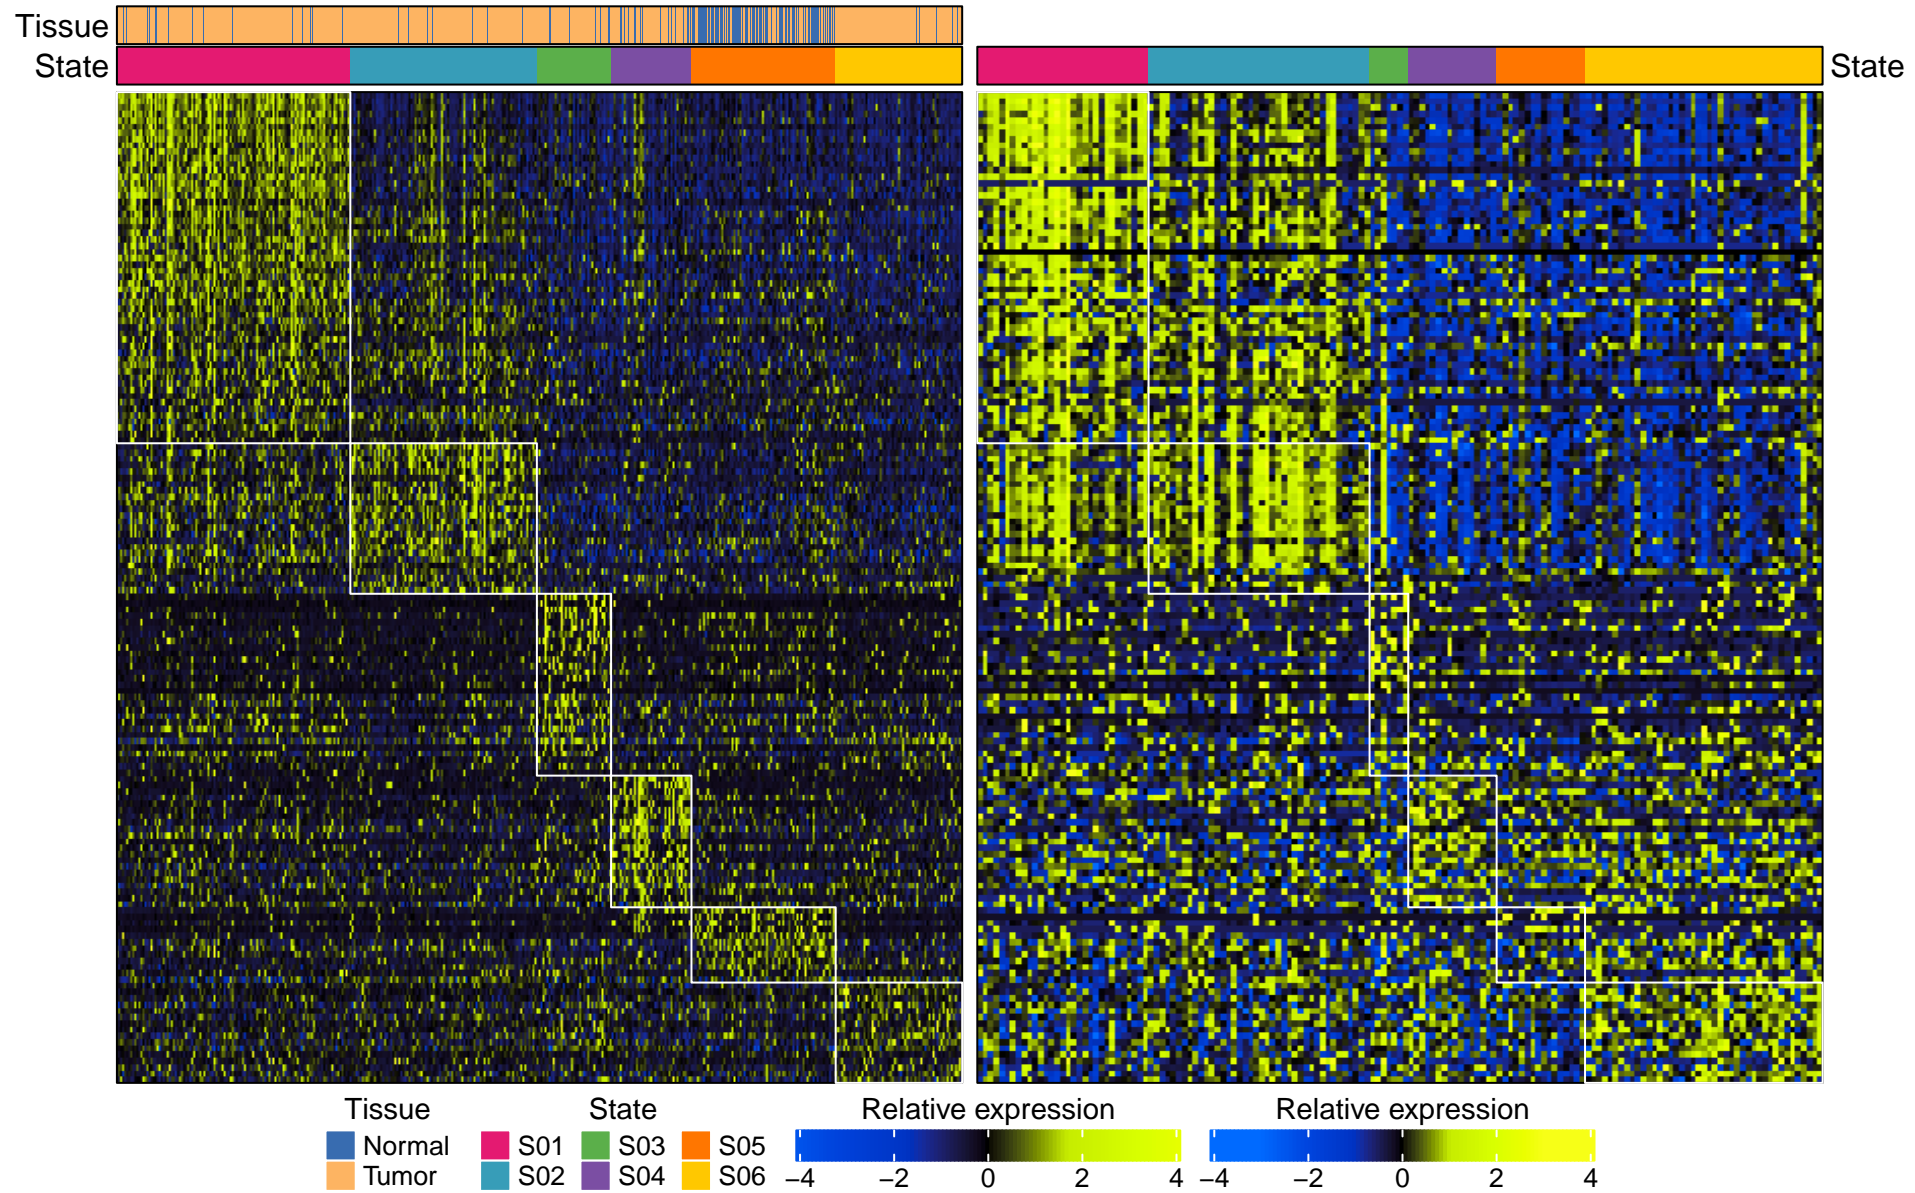 Tissue
State
State
Tissue State Relative expression Relative expression
Normal S01 S03 S05
Tumor S02 S04 S06
−4 −2 0 2 4 −4 −2 0 2 4